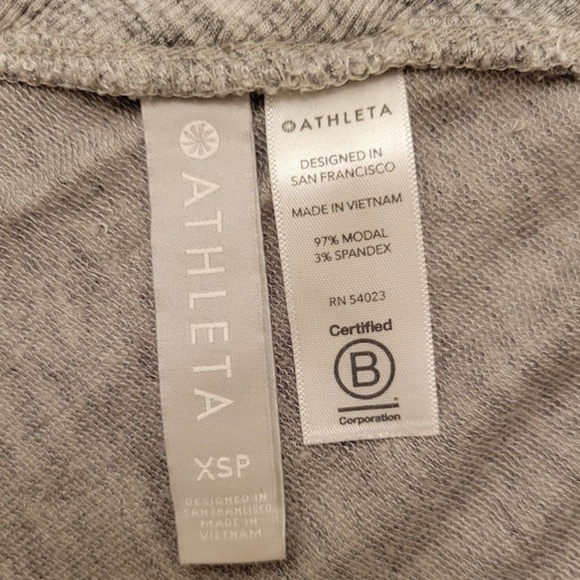 ATHLETA
XSP
DESIGNED IN
SAN FRANCISCO
MADE IN
VIETNAM
ATHLETA
DESIGNED IN
SAN FRANCISCO
MADE IN VIETNAM
97% MODAL
3% SPANDEX
RN 54023
Certified
B
Corporation